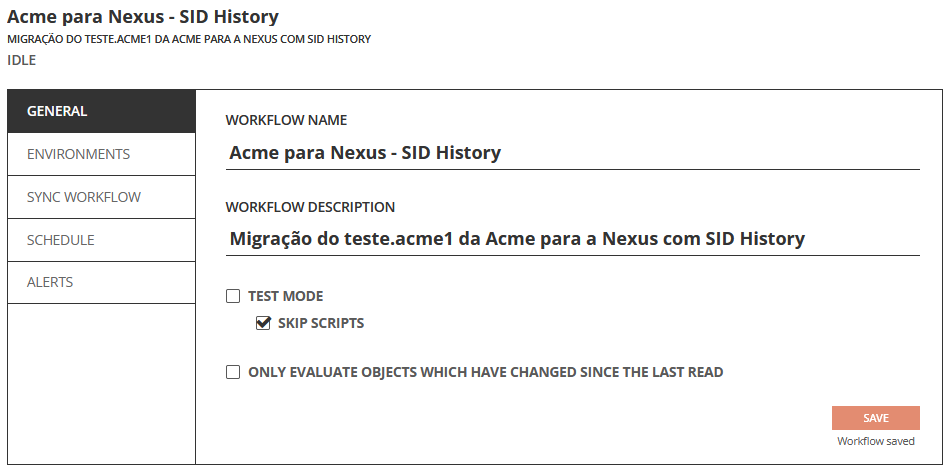 Acme para Nexus - SID History
MIGRAÇÃO DO TESTE.ACME1 DA ACME PARA A NEXUS COM SID HISTORY
IDLE
GENERAL
ENVIRONMENTS
SYNC WORKFLOW
SCHEDULE
ALERTS
WORKFLOW NAME
Acme para Nexus - SID History
WORKFLOW DESCRIPTION
Migração do teste.acme1 da Acme para a Nexus com SID History
TEST MODE
SKIP SCRIPTS
ONLY EVALUATE OBJECTS WHICH HAVE CHANGED SINCE THE LAST READ
SAVE
Workflow saved